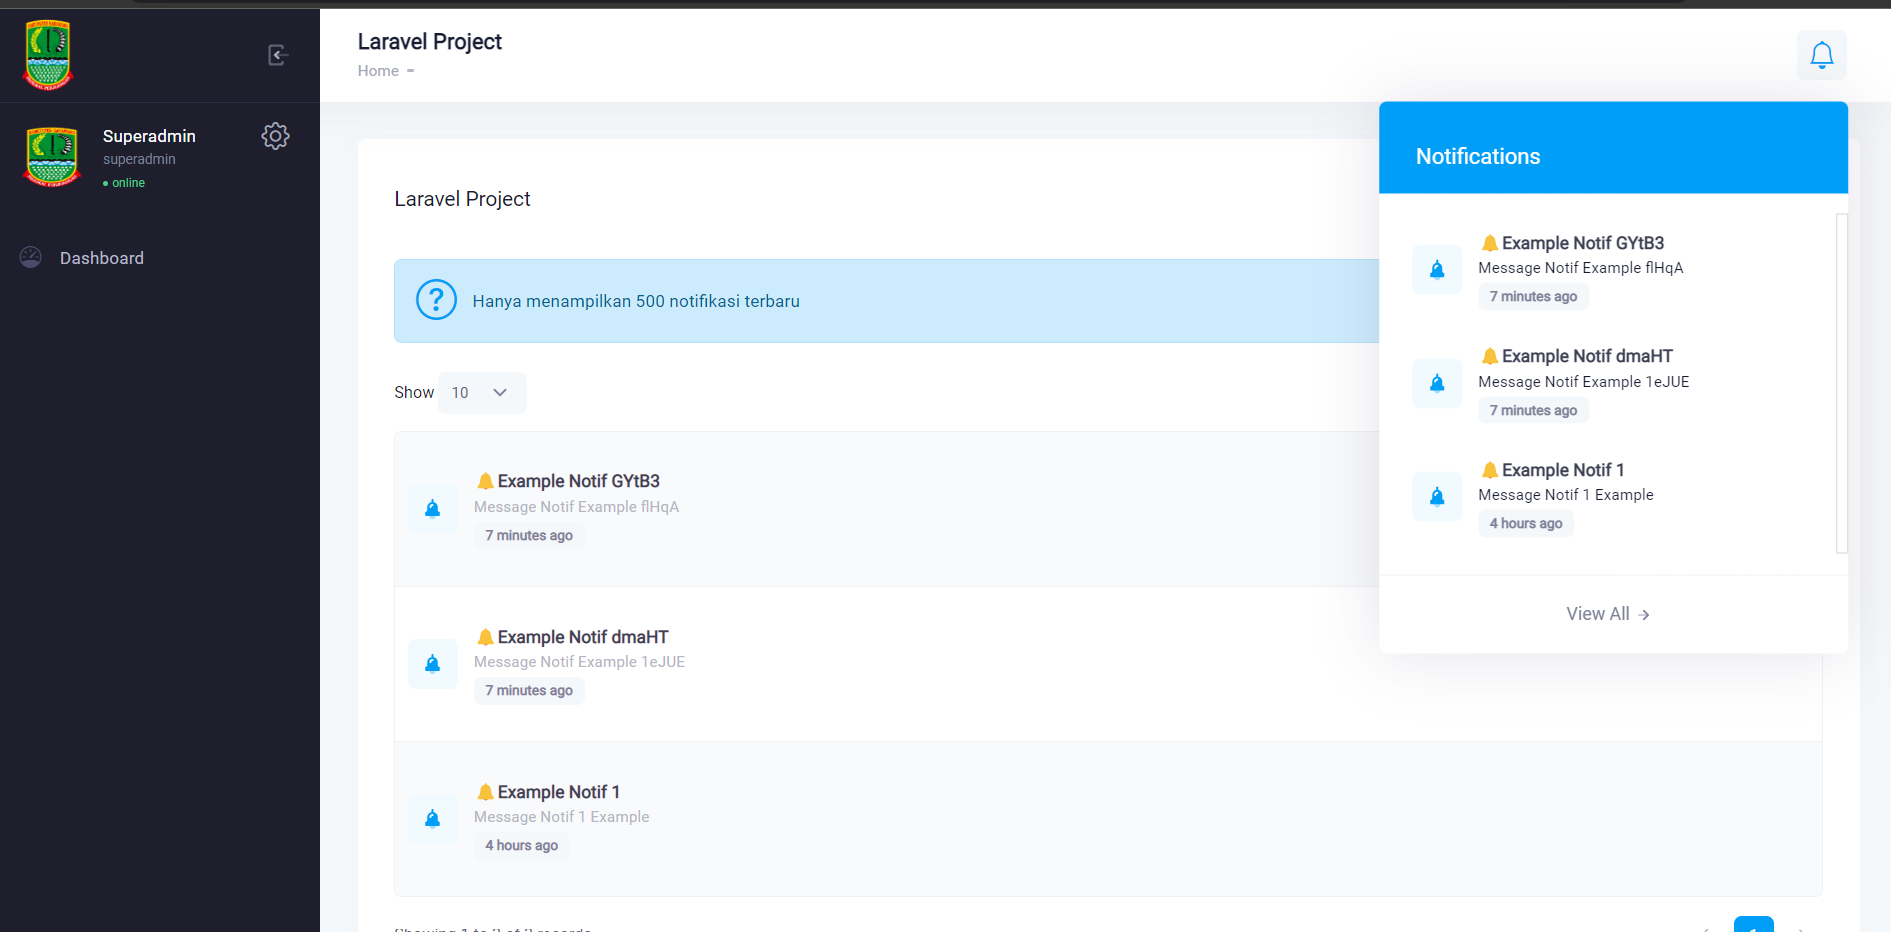 Laravel Project
Home -
Superadmin
superadmin
online
Dashboard
Laravel Project
Hanya menampilkan 500 notifikasi terbaru
Show 10
Example Notif GYtB3
Message Notif Example flHqA
7 minutes ago
Example Notif dmaHT
Message Notif Example 1eJUE
7 minutes ago
Example Notif 1
Message Notif 1 Example
4 hours ago
Notifications
Example Notif GYtB3
Message Notif Example flHqA
7 minutes ago
Example Notif dmaHT
Message Notif Example 1eJUE
7 minutes ago
Example Notif 1
Message Notif 1 Example
4 hours ago
View All →